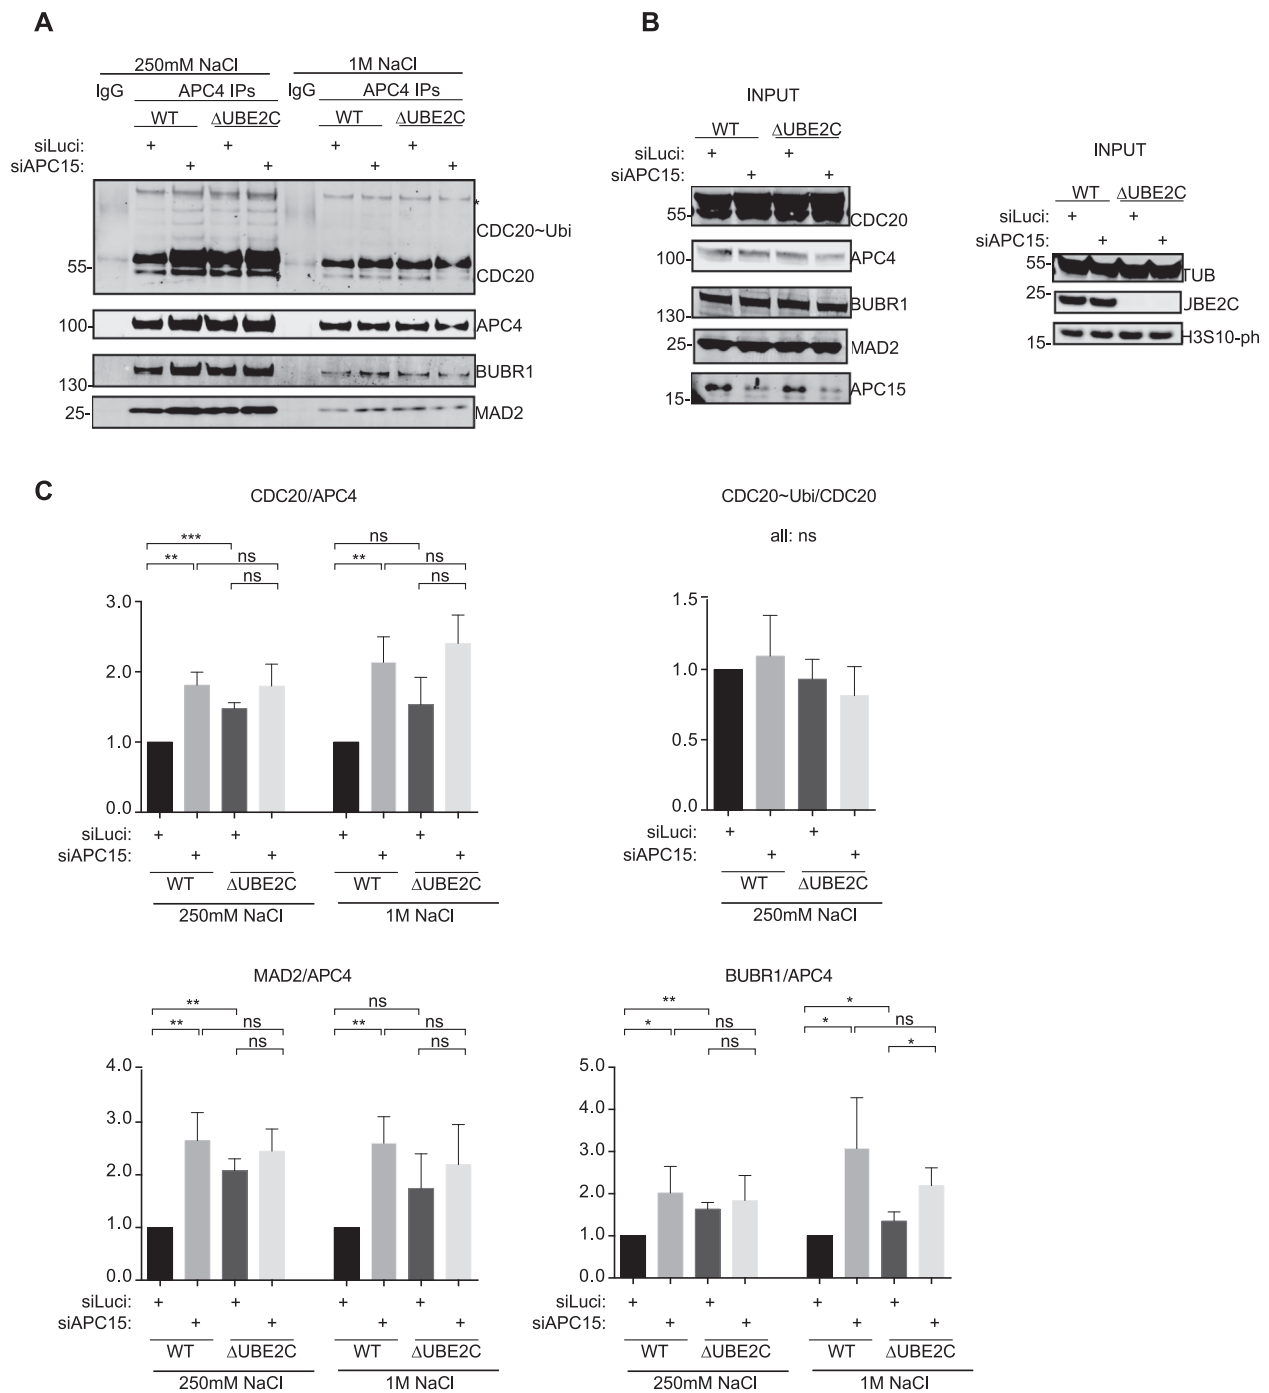 A
250mM NaCl 1M NaCl
IgG APC4 IPs IgG APC4 IPs
WT ΔUBE2C WT ΔUBE2C
siLuci: + + + +
siAPC15: + + + +
*
CDC20~Ubi
55- CDC20
100- APC4
BUBR1
130-
25- MAD2
B
INPUT
WT ΔUBE2C
siLuci: + +
siAPC15: + +
55- CDC20
100- APC4
BUBR1
130-
25- MAD2
APC15
15-
INPUT
WT ΔUBE2C
siLuci: + +
siAPC15: + +
55- TUB
25- UBE2C
15- H3S10-ph
C
CDC20/APC4
*** ns
** ns ** ns
ns ns
3.0
2.0
1.0
0.0
siLuci: + + + +
siAPC15: + + + +
WT ΔUBE2C WT ΔUBE2C
250mM NaCl 1M NaCl
CDC20~Ubi/CDC20
all: ns
1.5
1.0
0.5
0.0
siLuci: + +
siAPC15: + +
WT ΔUBE2C
250mM NaCl
MAD2/APC4
** ns
** ns ** ns
ns ns
4.0
3.0
2.0
1.0
0.0
siLuci: + + + +
siAPC15: + + + +
WT ΔUBE2C WT ΔUBE2C
250mM NaCl 1M NaCl
BUBR1/APC4
** *
* ns * ns
ns *
5.0
4.0
3.0
2.0
1.0
0.0
siLuci: + + + +
siAPC15: + + + +
WT ΔUBE2C WT ΔUBE2C
250mM NaCl 1M NaCl